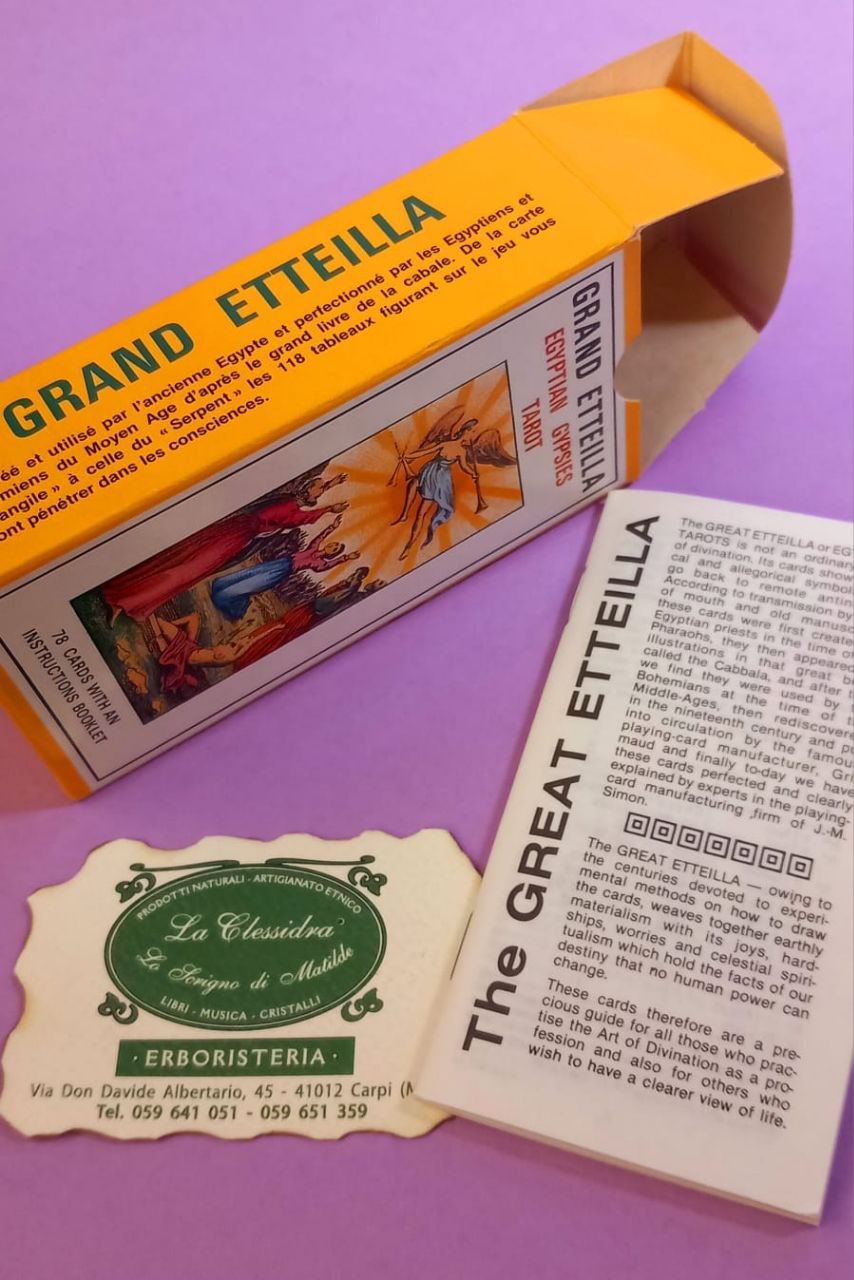 GRAND ETTEILLA
éé et utilisé par l'ancienne Egypte et perfectionné par les Egyptiens et
miens du Moyen Age d'après le grand livre de la cabale. De la carte
angile » à celle du « Serpent » les 118 tableaux figurant sur le jeu vous
ont pénétrer dans les consciences.
GRAND ETTEILLA
EGYPTIAN GYPSIES
TAROT
78 CARDS WITH AN
INSTRUCTIONS BOOKLET
The GREAT ETTEILLA
The GREAT ETTEILLA or EG
TAROTS is not an ordinary
of divination. Its cards show
cal and allegorical symbol
go back to remote antiq
According to transmission by
of mouth and old manusc
these cards were first create
Egyptian priests in the time o
Pharaohs, they then appeared
illustrations in that great b
called the Cabbala, and after t
we find they were used by
Bohemians at the time of t
Middle-Ages, then rediscovere
in the nineteenth century and pu
into circulation by the famou
playing-card manufacturer, Gri
maud and finally to-day we have
these cards perfected and clearly
explained by experts in the playing-
card manufacturing firm of J.-M.
Simon.
The GREAT ETTEILLA — owing to
the centuries devoted to experi-
mental methods on how to draw
the cards, weaves together earthly
materialism with its joys, hard-
ships, worries and celestial spiri-
tualism which hold the facts of our
destiny that no human power can
change.
These cards therefore are a pre-
cious guide for all those who prac-
tise the Art of Divination as a pro-
fession and also for others who
wish to have a clearer view of life.
PRODOTTI NATURALI - ARTIGIANATO ETNICO
La Clessidra
Lo Scrigno di Matilde
LIBRI - MUSICA - CRISTALLI
· ERBORISTERIA ·
Via Don Davide Albertario, 45 - 41012 Carpi (M
Tel. 059 641 051 - 059 651 359